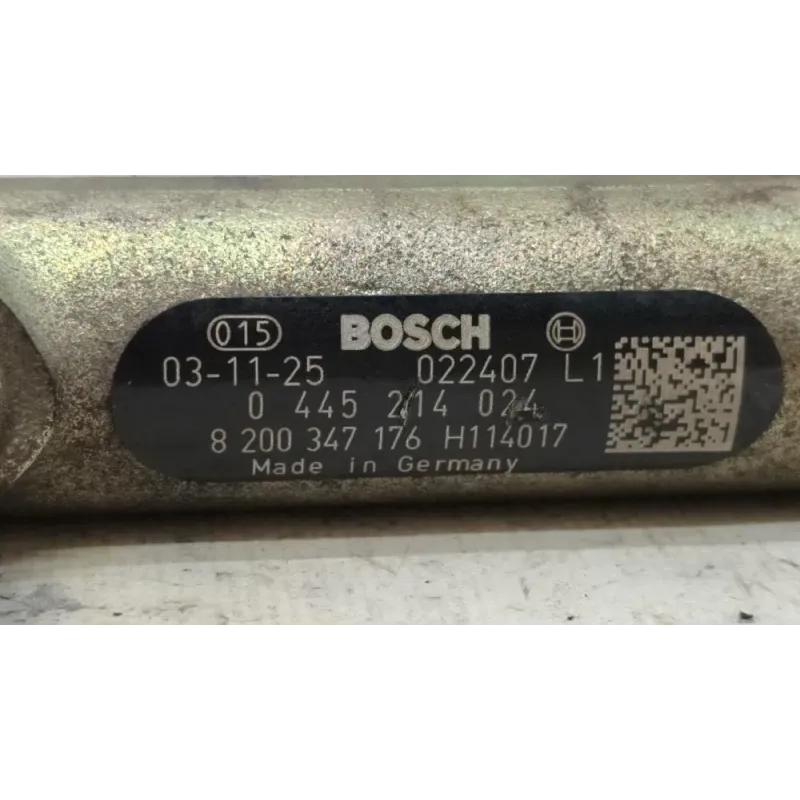 015 BOSCH
03-11-25 022407 L1
0 445 214 024
8 200 347 176 H114017
Made in Germany